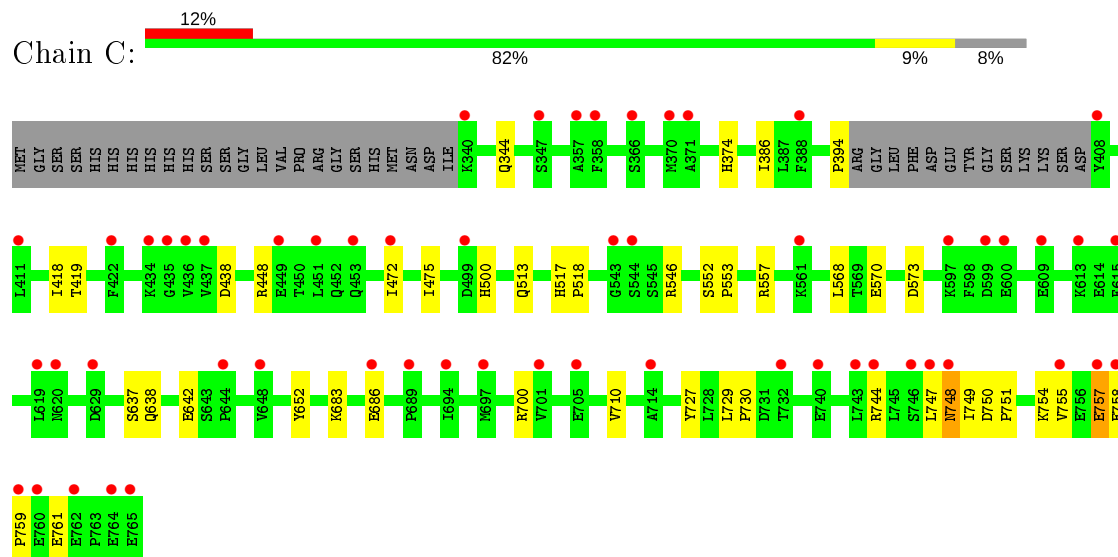 12%
Chain C:
82%
9%
8%
MET GLY SER SER HIS HIS HIS HIS HIS HIS SER SER GLY LEU VAL PRO ARG GLY SER HIS MET ASN ASP ILE K340 Q344 S347 A357 F358 S366 M370 A371 H374 I386 L387 F388 P394 ARG GLY LEU PHE ASP GLU TYR GLY SER LYS LYS SER ASP Y408
L411 I418 T419 F422 K434 G435 V436 V437 D438 R448 E449 T450 L451 Q452 Q453 I472 I475 D499 H500 Q513 H517 P518 G543 S544 S545 R546 S552 P553 R557 K561 L568 T569 E570 D573 K597 F598 D599 E600 E609 K613 E614 E615
L619 N620 D629 S637 Q638 E642 S643 P644 V648 Y652 K683 E686 P689 I694 M697 R700 V701 E705 V710 A714 Y727 L728 L729 P730 D731 T732 E740 L743 R744 L745 S746 L747 N748 I749 D750 P751 K754 V755 E756 E757
P759 E760 E761 E762 P763 E764 E765